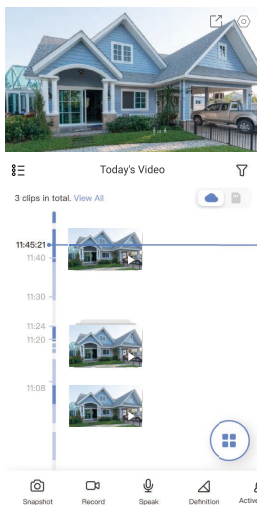 Today's Video
3 clips in total. View All
11:45:21
11:40
11:30
11:24
11:20
11:08
Snapshot
Record
Speak
Definition
Active